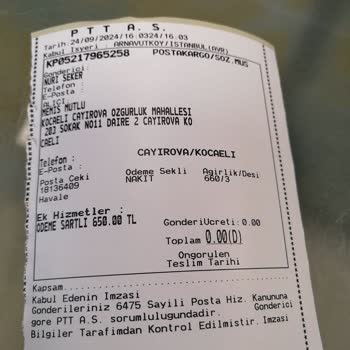 PTT A.S.
Tarih:24/09/2024/16.0324/16:03
Kabul Isyeri : ARNAVUTKOY/ISTANBUL(AVR)
KP05217965258 POSTAKARGO/SOZ.MUS
Gonderici:
NURI SEKER
Telefon :
E-Posta :
ALICI
MEMIS MUTLU
KOCAELI CAYIROVA OZGURLUK MAHALLESI
203 SOKAK NO11 DAIRE 2 CAYIROVA KO
CAELI
CAYIROVA/KOCAELI
Telefon :
E-Posta :
Posta Ceki Odeme Sekli Agirlik/Desi
18136409 NAKIT 660/3
Havale
Ek Hizmetler :
ODEME SARTLI 650.00 TL GonderiUcreti: 0.00
Toplam 0.00(D)
Ongorulen
Teslim Tarihi
Kapsam
Kabul Edenin Imzasi
Gonderileriniz 6475 Sayili Posta Hiz. Kanununa
gore PTT A.S. sorumlulugundadir. Gonderici
Bilgiler Tarafimdan Kontrol Edilmistir. Imzasi